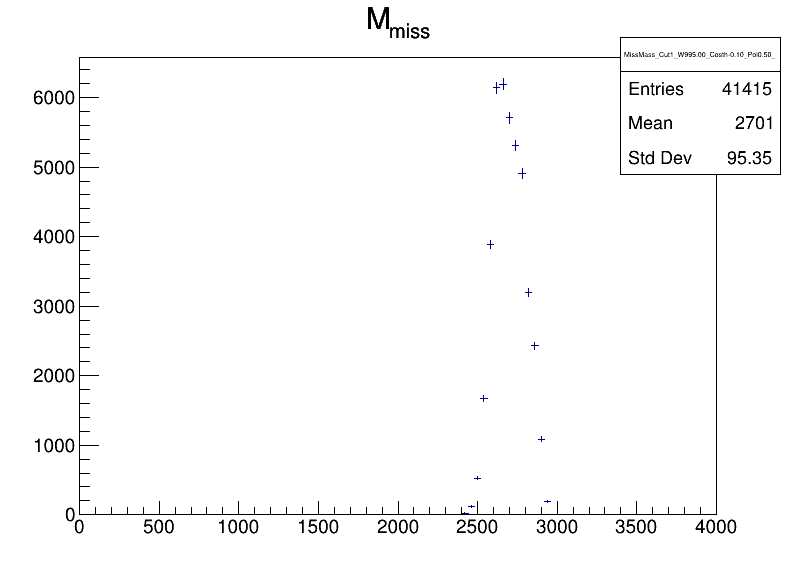 M_miss
MissMass_Cut1_W995.00_Costh-0.10_Pol0.50_
Entries 41415
Mean 2701
Std Dev 95.35
6000
5000
4000
3000
2000
1000
0
0 500 1000 1500 2000 2500 3000 3500 4000